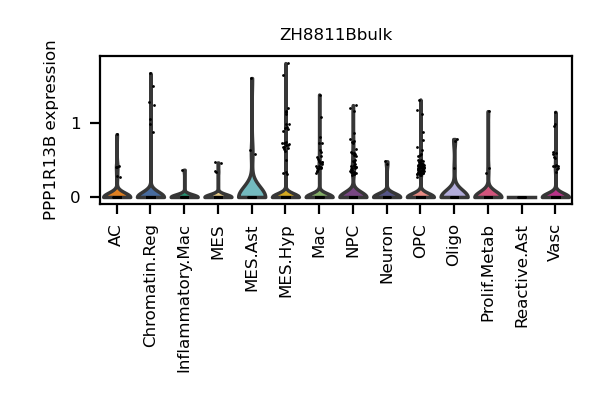 ZH8811Bbulk
PPP1R13B expression
1
0
AC
Chromatin.Reg
Inflammatory.Mac
MES
MES.Ast
MES.Hyp
Mac
NPC
Neuron
OPC
Oligo
Prolif.Metab
Reactive.Ast
Vasc